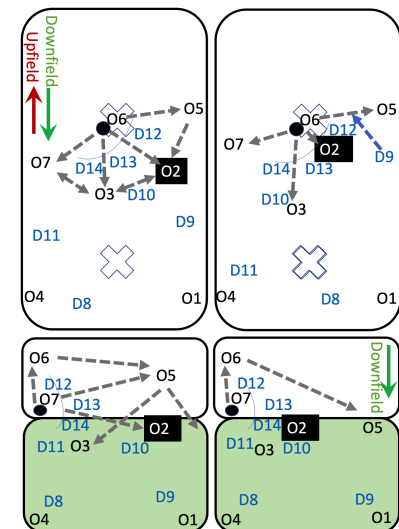 Upfield
Downfield
O6
O5
D12
O7
D13
D14
O2
D10
O3
D9
D11
O4
D8
O1
O6
O5
D12
O7
O2
D9
D14
D13
D10
O3
D11
O4
D8
O1
O6
D12
O5
O7
D13
D14
O2
D11
O3
D10
D8
D9
O4
O1
O6
Downfield
D12
O7
D13
D14
O2
O5
D11
O3
D10
D8
D9
O4
O1